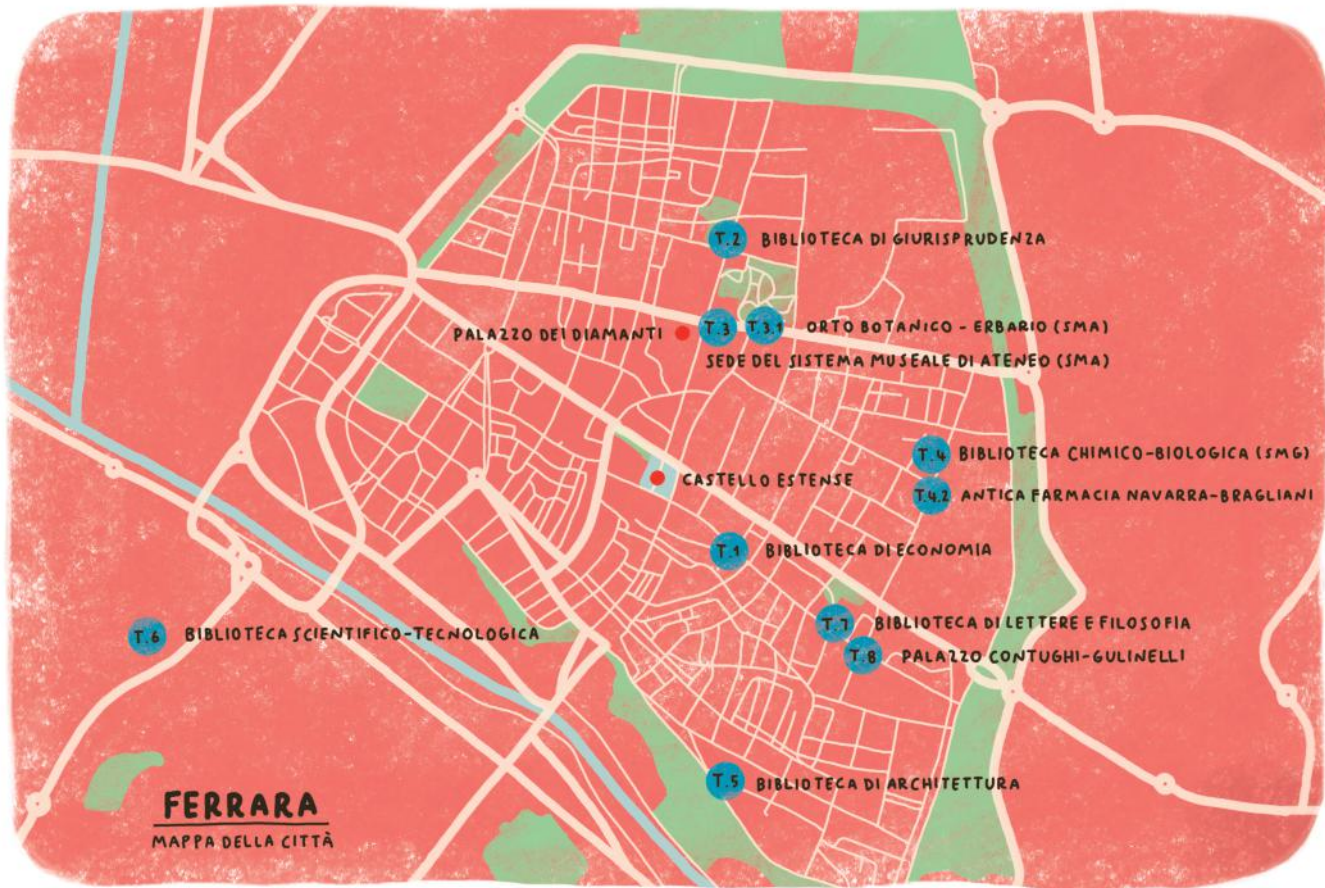 T.2 BIBLIOTECA DI GIURISPRUDENZA
PALAZZO DEI DIAMANTI T.3 T.3.1 ORTO BOTANICO - ERBARIO (SMA)
SEDE DEL SISTEMA MUSEALE DI ATENEO (SMA)
T.4 BIBLIOTECA CHIMICO-BIOLOGICA (SMG)
CASTELLO ESTENSE
T.4.2 ANTICA FARMACIA NAVARRA-BRAGLIANI
T.1 BIBLIOTECA DI ECONOMIA
T.7 BIBLIOTECA DI LETTERE E FILOSOFIA
T.6 BIBLIOTECA SCIENTIFICO-TECNOLOGICA
T.8 PALAZZO CONTUGHI-GULINELLI
T.5 BIBLIOTECA DI ARCHITETTURA
FERRARA
MAPPA DELLA CITTÀ